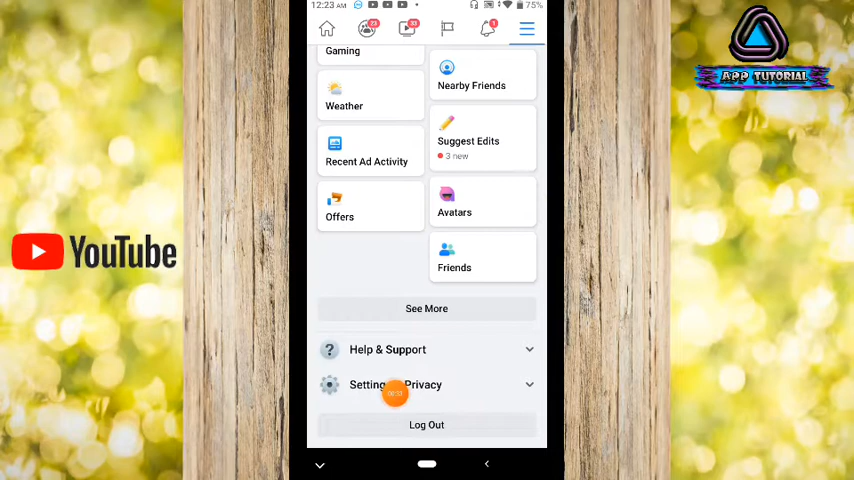 12:23 AM
75%
23
33
1
APP TUTORIAL
Gaming
Nearby Friends
Weather
Suggest Edits
3 new
Recent Ad Activity
Avatars
Offers
YouTube
Friends
See More
Help & Support
Settings Privacy
Log Out